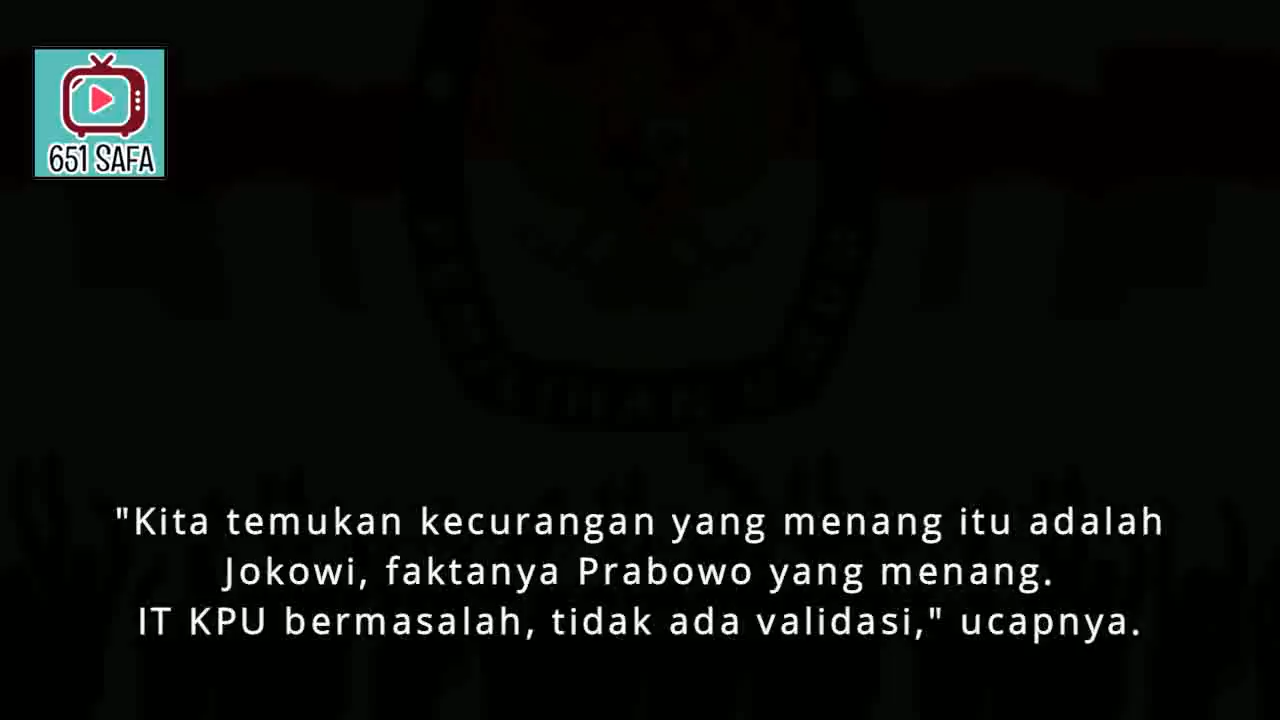 651 SAFA
"Kita temukan kecurangan yang menang itu adalah
Jokowi, faktanya Prabowo yang menang.
IT KPU bermasalah, tidak ada validasi," ucapnya.